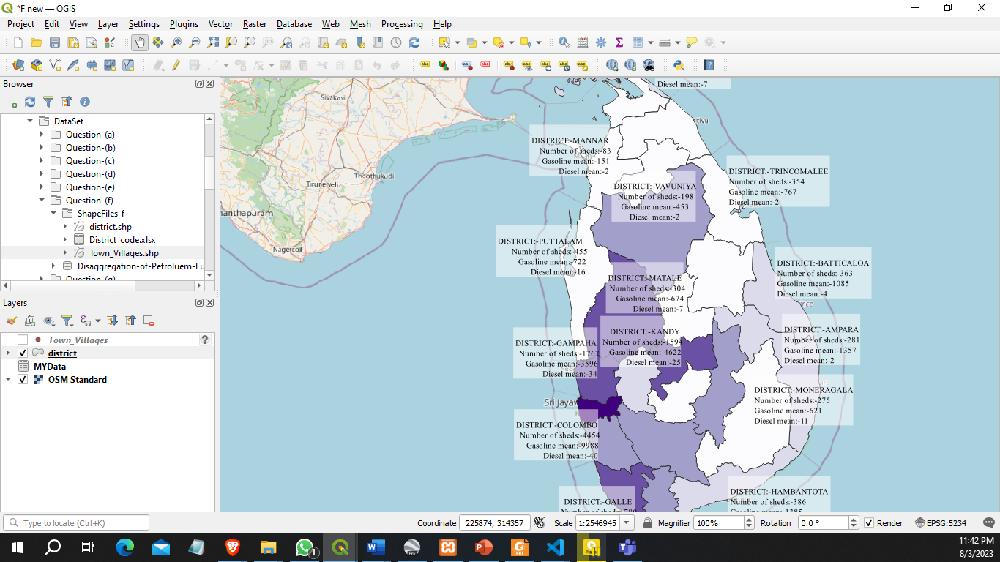 *F new — QGIS
Project Edit View Layer Settings Plugins Vector Raster Database Web Mesh Processing Help
Browser
DataSet
Question-(a)
Question-(b)
Question-(c)
Question-(d)
Question-(e)
Question-(f)
ShapeFiles-f
district.shp
District_code.xlsx
Town_Villages.shp
Disaggregation-of-Petroluem-Fu
Question-(g)
Layers
Town_Villages
district
MYData
OSM Standard
Diesel mean:-7
Sivakasi
Thoothukudi
Tirunelveli
nanthapuram
Nagercoil
ativu
DISTRICT:-MANNAR
Number of sheds:-83
Gasoline mean:-151
Diesel mean:-2
DISTRICT:-TRINCOMALEE
Number of sheds:-354
Gasoline mean:-767
Diesel mean:-2
DISTRICT:-VAVUNIYA
Number of sheds:-198
Gasoline mean:-453
Diesel mean:-2
DISTRICT:-PUTTALAM
Number of sheds:-455
Gasoline mean:-722
Diesel mean:-16
DISTRICT:-BATTICALOA
Number of sheds:-363
Gasoline mean:-1085
Diesel mean:-4
ince
DISTRICT:-MATALE
Number of sheds:-304
Gasoline mean:-674
Diesel mean:-7
DISTRICT:-KANDY
Number of sheds:-1594
Gasoline mean:-4622
Diesel mean:-25
DISTRICT:-AMPARA
Number of sheds:-281
Gasoline mean:-1357
Diesel mean:-2
DISTRICT:-GAMPAHA
Number of sheds:-1767
Gasoline mean:-3596
Diesel mean:-34
DISTRICT:-MONERAGALA
Number of sheds:-275
Gasoline mean:-621
Diesel mean:-11
Sri Jayaw
DISTRICT:-COLOMBO
Number of sheds:-4454
Gasoline mean:-9988
Diesel mean:-40
DISTRICT:-GALLE
Number of sheds:-780
DISTRICT:-HAMBANTOTA
Number of sheds:-386
Gasoline mean:-1385
Type to locate (Ctrl+K)
Coordinate 225874, 314357 Scale 1:2546945 Magnifier 100% Rotation 0.0 ° Render EPSG:5234
11:42 PM
8/3/2023